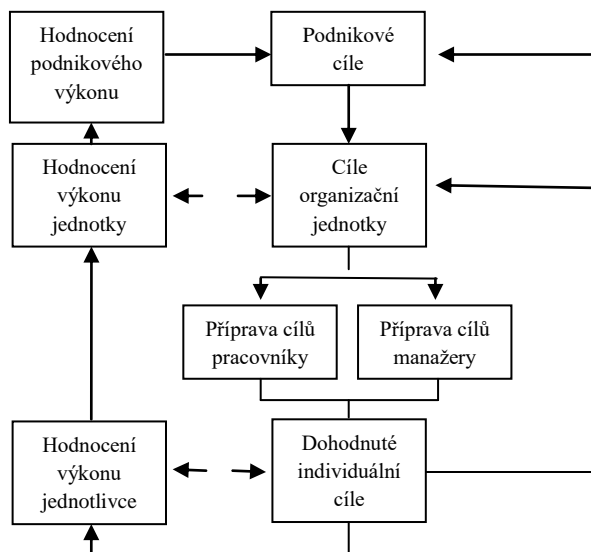 Hodnocení
podnikového
výkonu
Podnikové
cíle
Hodnocení
výkonu
jednotky
Cíle
organizační
jednotky
Příprava cílů
pracovníky
Příprava cílů
manažery
Hodnocení
výkonu
jednotlivce
Dohodnuté
individuální
cíle